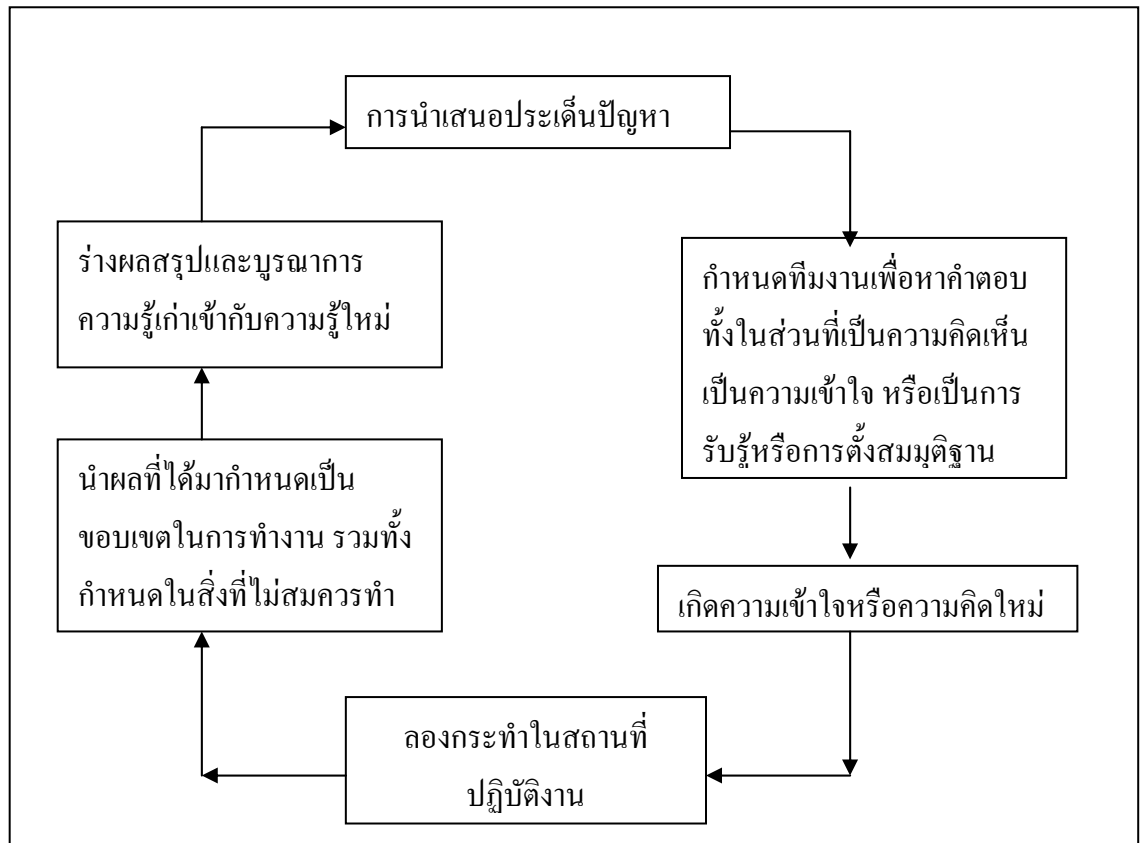 การนำเสนอประเด็นปัญหา
กำหนดทีมงานเพื่อหาคำตอบ
ทั้งในส่วนที่เป็นความคิดเห็น
เป็นความเข้าใจ หรือเป็นการ
รับรู้หรือการตั้งสมมุติฐาน
เกิดความเข้าใจหรือความคิดใหม่
ลองกระทำในสถานที่
ปฏิบัติงาน
นำผลที่ได้มากำหนดเป็น
ขอบเขตในการทำงาน รวมทั้ง
กำหนดในสิ่งที่ไม่สมควรทำ
ร่างผลสรุปและบูรณาการ
ความรู้เก่าเข้ากับความรู้ใหม่